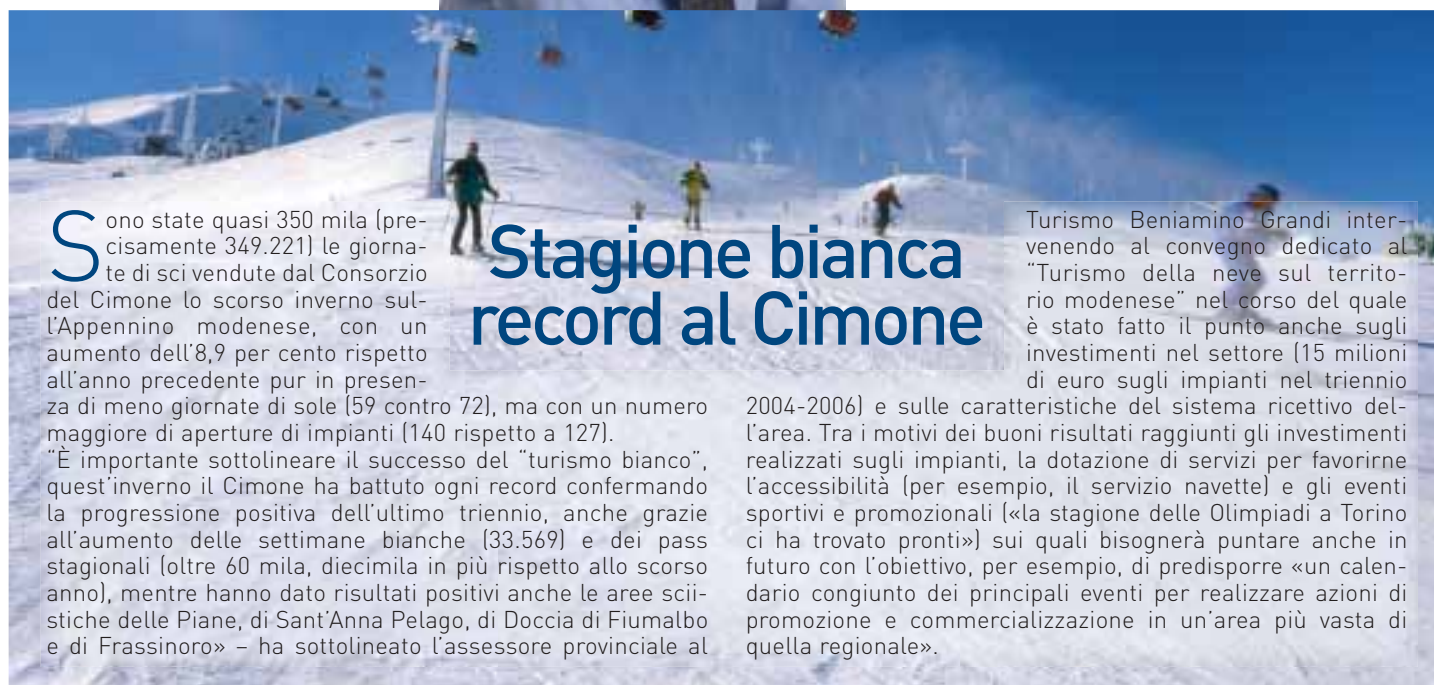 Stagione bianca
record al Cimone
Sono state quasi 350 mila (pre-
cisamente 349.221) le giorna-
te di sci vendute dal Consorzio
del Cimone lo scorso inverno sul-
l'Appennino modenese, con un
aumento dell'8,9 per cento rispetto
all'anno precedente pur in presen-
za di meno giornate di sole (59 contro 72), ma con un numero
maggiore di aperture di impianti (140 rispetto a 127).
"È importante sottolineare il successo del "turismo bianco",
quest'inverno il Cimone ha battuto ogni record confermando
la progressione positiva dell'ultimo triennio, anche grazie
all'aumento delle settimane bianche (33.569) e dei pass
stagionali (oltre 60 mila, diecimila in più rispetto allo scorso
anno), mentre hanno dato risultati positivi anche le aree scii-
stiche delle Piane, di Sant'Anna Pelago, di Doccia di Fiumalbo
e di Frassinoro» – ha sottolineato l'assessore provinciale al
Turismo Beniamino Grandi inter-
venendo al convegno dedicato al
"Turismo della neve sul territo-
rio modenese" nel corso del quale
è stato fatto il punto anche sugli
investimenti nel settore (15 milioni
di euro sugli impianti nel triennio
2004-2006) e sulle caratteristiche del sistema ricettivo del-
l'area. Tra i motivi dei buoni risultati raggiunti gli investimenti
realizzati sugli impianti, la dotazione di servizi per favorirne
l'accessibilità (per esempio, il servizio navette) e gli eventi
sportivi e promozionali («la stagione delle Olimpiadi a Torino
ci ha trovato pronti») sui quali bisognerà puntare anche in
futuro con l'obiettivo, per esempio, di predisporre «un calen-
dario congiunto dei principali eventi per realizzare azioni di
promozione e commercializzazione in un'area più vasta di
quella regionale».